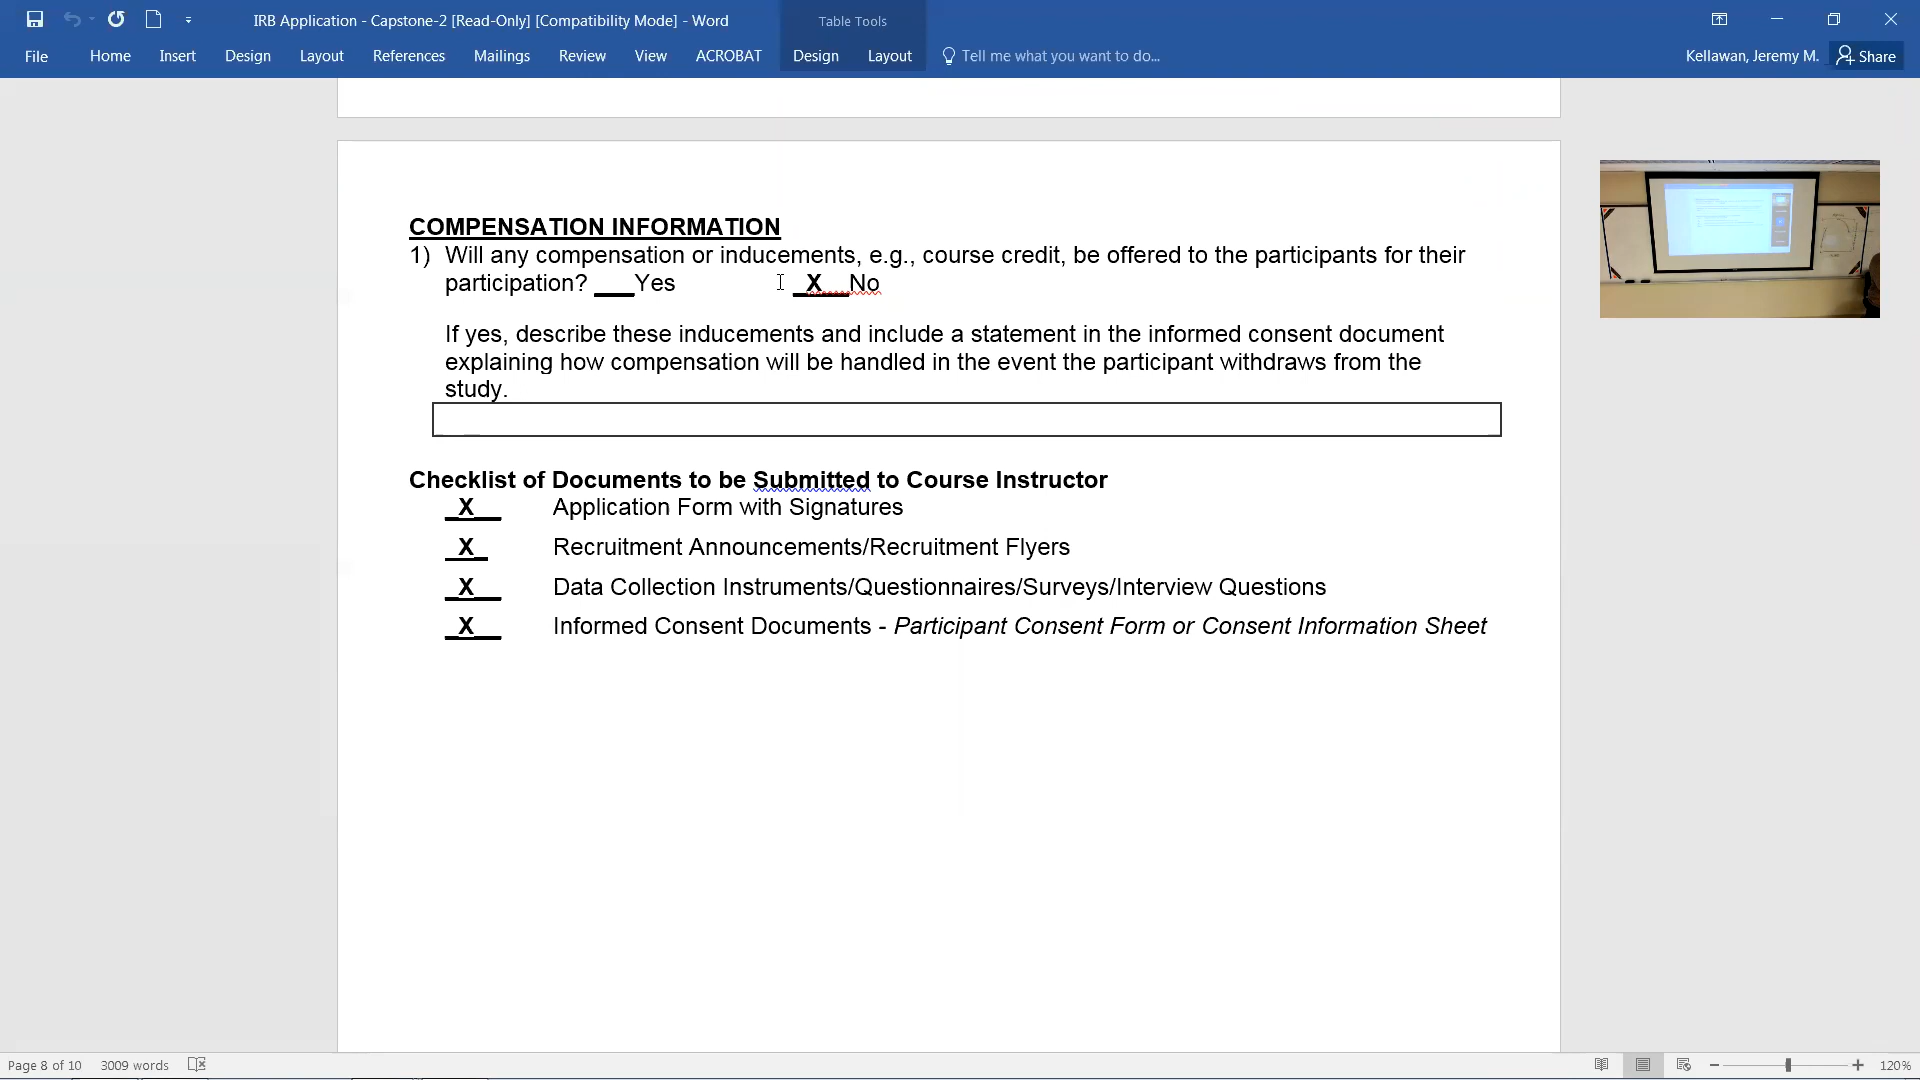 IRB Application - Capstone-2 [Read-Only] [Compatibility Mode] - Word
Table Tools
File Home Insert Design Layout References Mailings Review View ACROBAT Design Layout Tell me what you want to do... Kellawan, Jeremy M. Share
COMPENSATION INFORMATION
1) Will any compensation or inducements, e.g., course credit, be offered to the participants for their
participation? ___Yes _X__No
If yes, describe these inducements and include a statement in the informed consent document
explaining how compensation will be handled in the event the participant withdraws from the
study.
Checklist of Documents to be Submitted to Course Instructor
_X__ Application Form with Signatures
_X_ Recruitment Announcements/Recruitment Flyers
_X__ Data Collection Instruments/Questionnaires/Surveys/Interview Questions
_X__ Informed Consent Documents - Participant Consent Form or Consent Information Sheet
Page 8 of 10 3009 words 120%